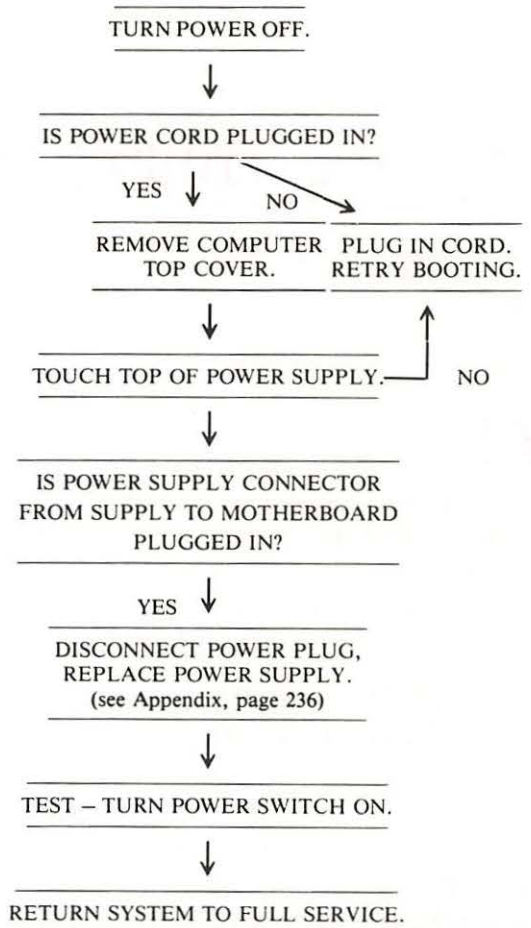 TURN POWER OFF.
IS POWER CORD PLUGGED IN?
YES
NO
REMOVE COMPUTER
TOP COVER.
PLUG IN CORD.
RETRY BOOTING.
TOUCH TOP OF POWER SUPPLY.
NO
IS POWER SUPPLY CONNECTOR
FROM SUPPLY TO MOTHERBOARD
PLUGGED IN?
YES
DISCONNECT POWER PLUG,
REPLACE POWER SUPPLY.
(see Appendix, page 236)
TEST – TURN POWER SWITCH ON.
RETURN SYSTEM TO FULL SERVICE.